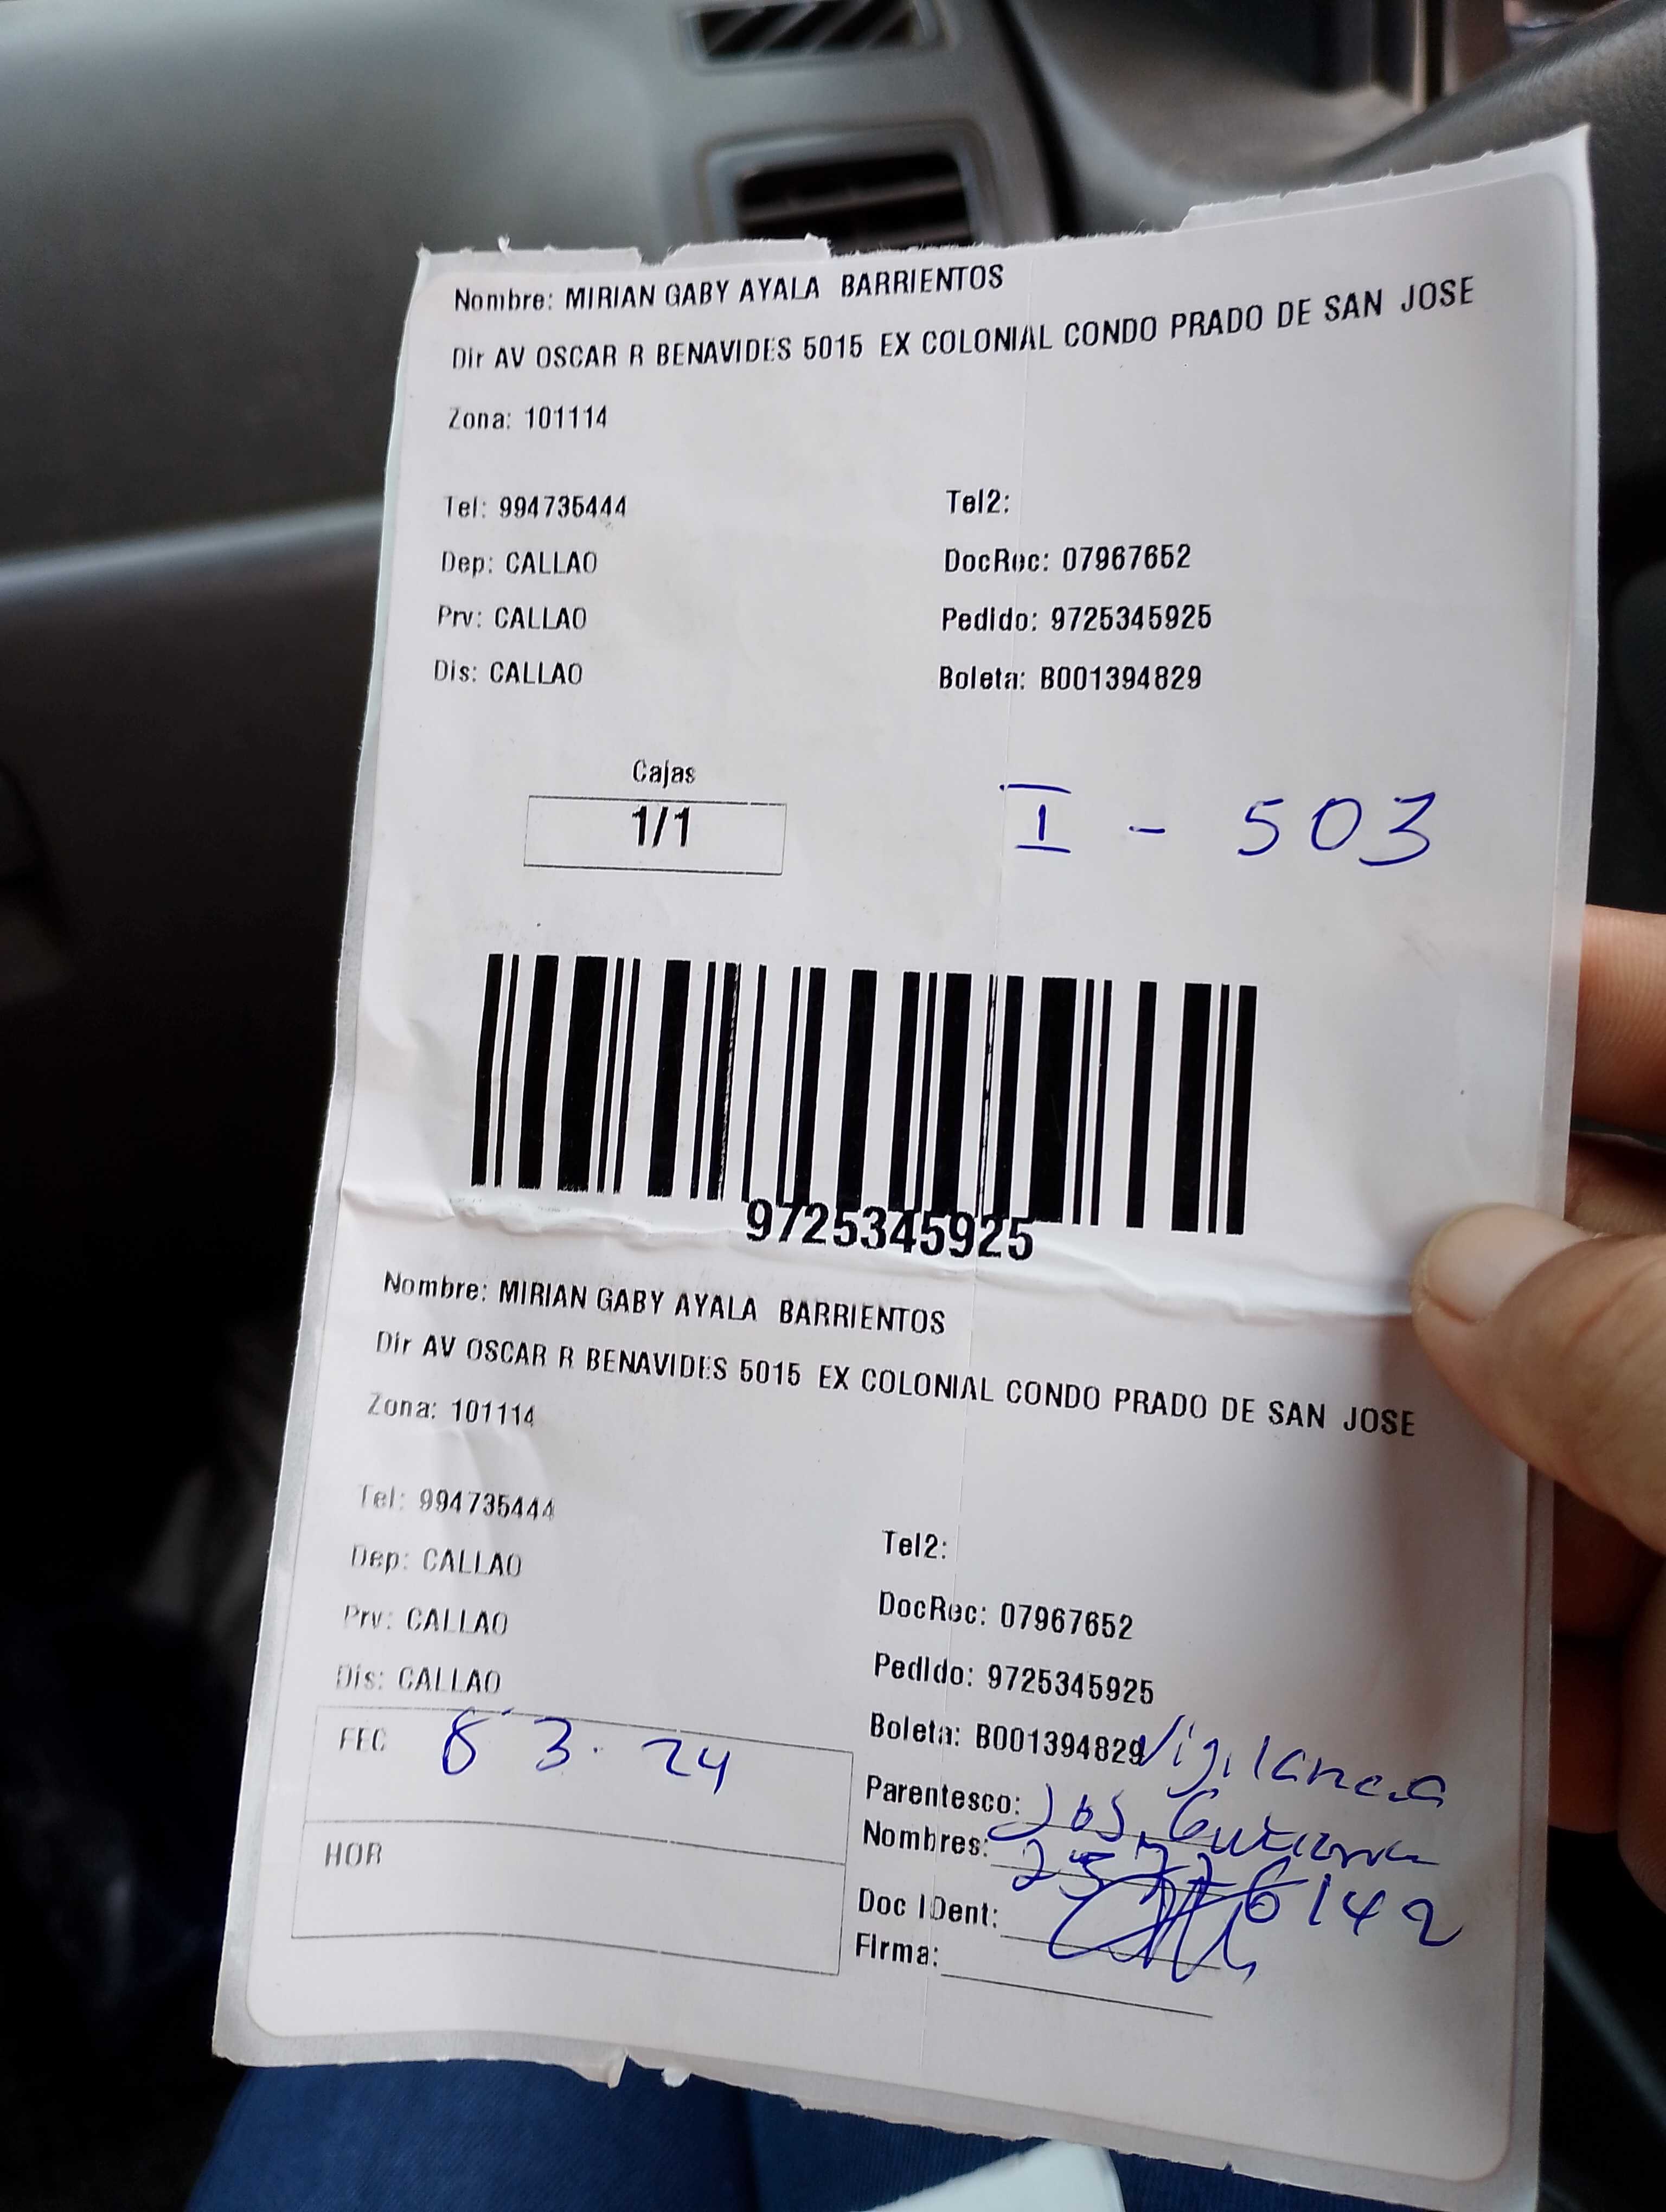 Nombre: MIRIAN GABY AYALA BARRIENTOS
Dir AV OSCAR R BENAVIDES 5015 EX COLONIAL CONDO PRADO DE SAN JOSE
Zona: 101114
Tel: 994735444 Tel2:
Dep: CALLAO DocRec: 07967652
Prv: CALLAO Pedido: 9725345925
Dis: CALLAO Boleta: B001394829
Cajas
1/1 I - 503
9725345925
Nombre: MIRIAN GABY AYALA BARRIENTOS
Dir AV OSCAR R BENAVIDES 5015 EX COLONIAL CONDO PRADO DE SAN JOSE
Zona: 101114
Tel: 994735444 Tel2:
Dep: CALLAO DocRec: 07967652
Prv: CALLAO Pedido: 9725345925
Dis: CALLAO Boleta: B001394829 Vigilancia
FEC 8 3. 24 Parentesco:
Nombres:
HOR Doc IDent:
Firma: